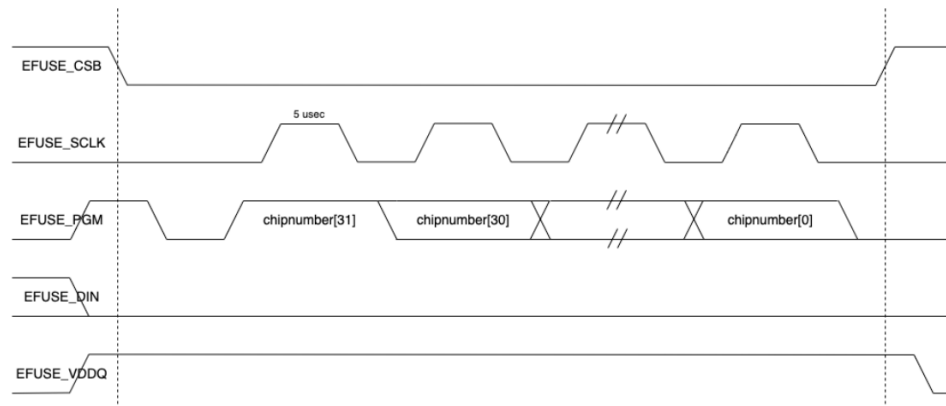 EFUSE_CSB
5 usec
EFUSE_SCLK
EFUSE_PGM
chipnumber[31]
chipnumber[30]
chipnumber[0]
EFUSE_DIN
EFUSE_VDDQ